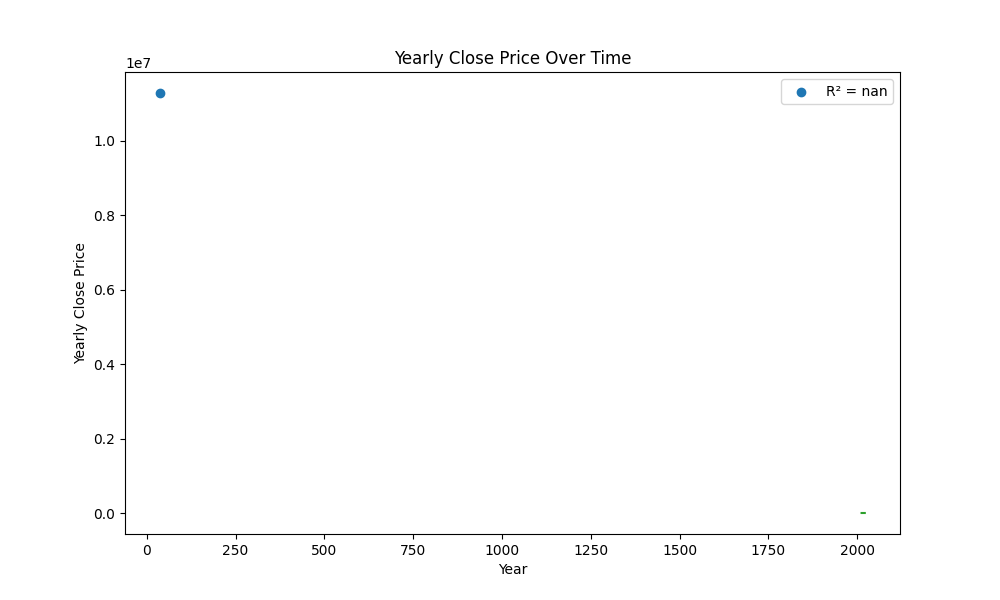 Yearly Close Price Over Time
1e7
R² = nan
1.0
0.8
0.6
0.4
0.2
0.0
Yearly Close Price
0 250 500 750 1000 1250 1500 1750 2000
Year